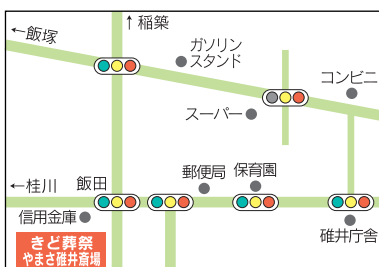 ←飯塚
↑稲築
ガソリン
スタンド
コンビニ
スーパー
←桂川
飯田
郵便局
保育園
信用金庫
碓井庁舎
きど葬祭
やまさ碓井斎場